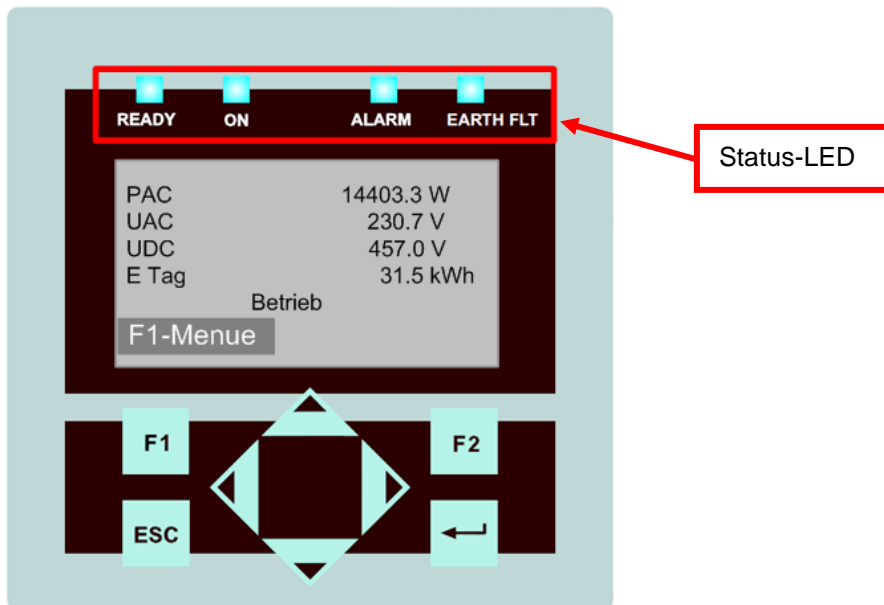 READY ON ALARM EARTH FLT
Status-LED
PAC 14403.3 W
UAC 230.7 V
UDC 457.0 V
E Tag 31.5 kWh
Betrieb
F1-Menue
F1 F2
ESC